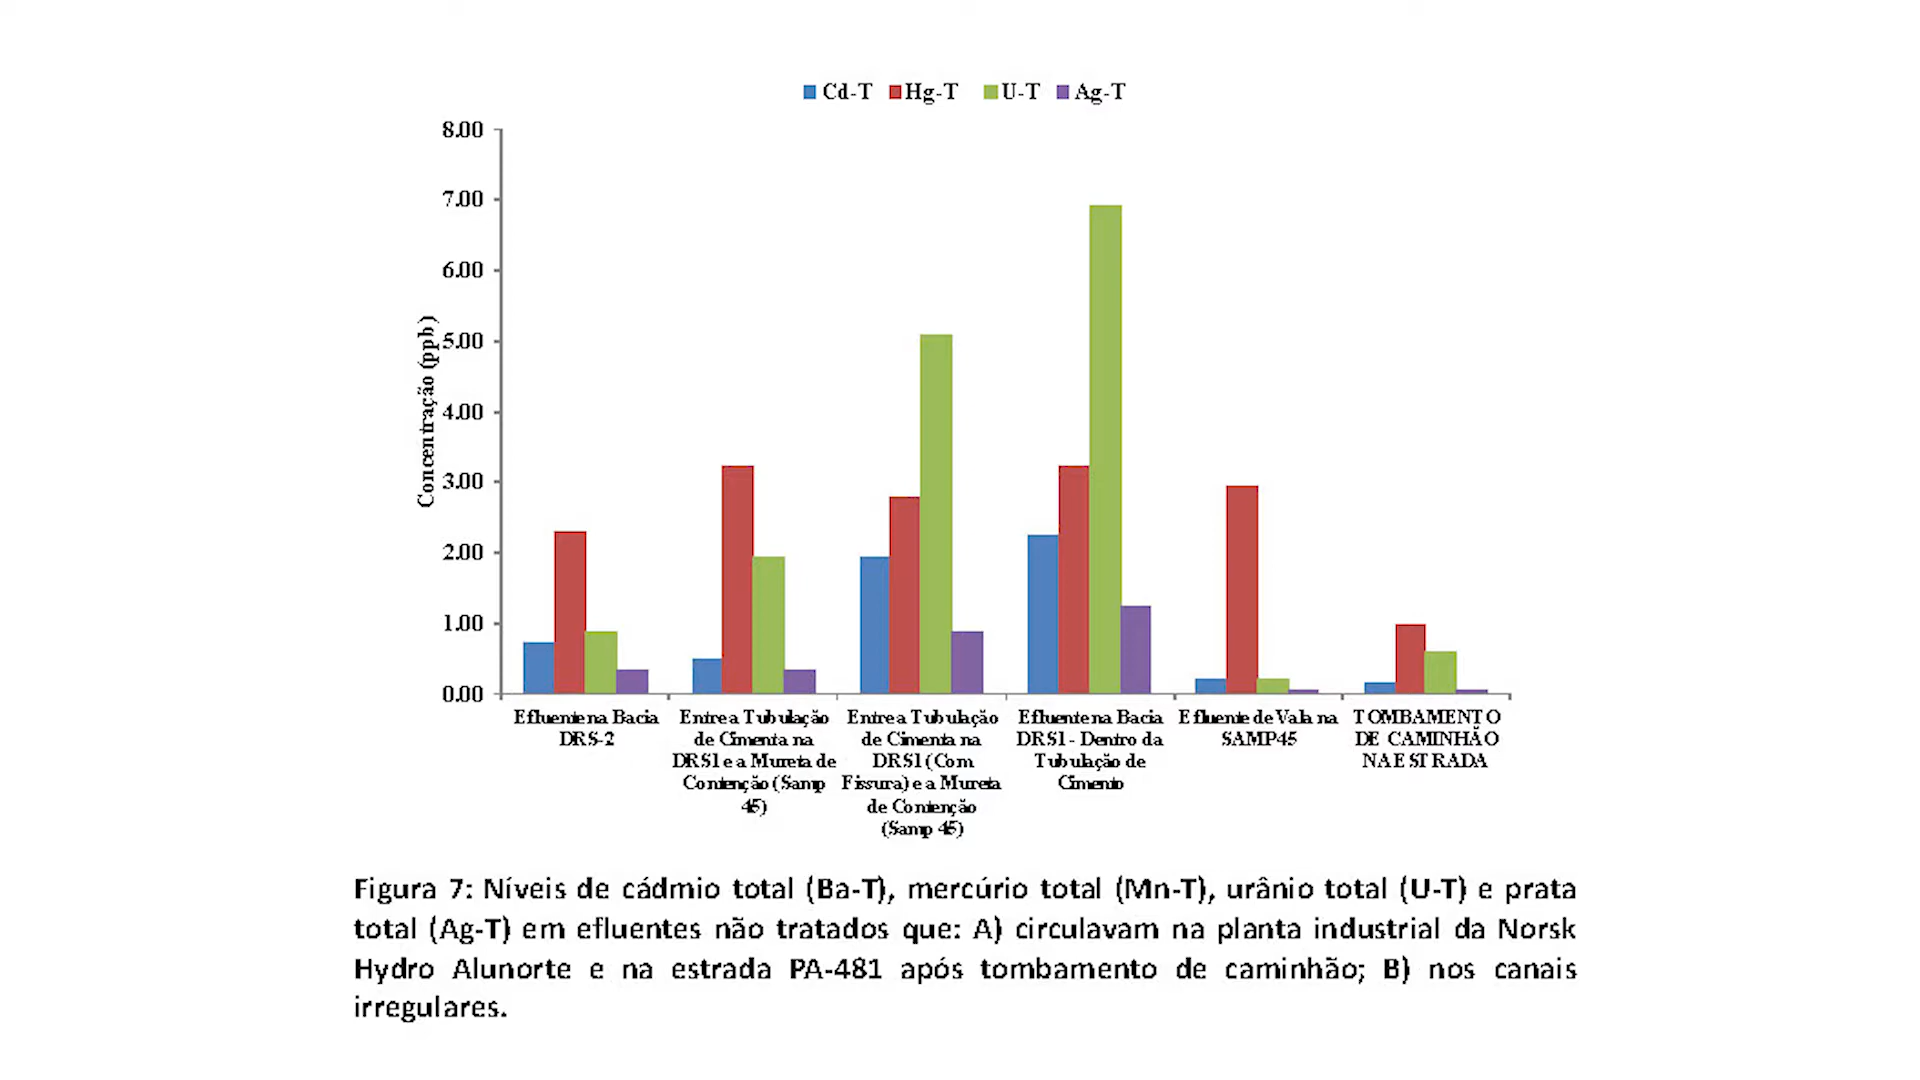 Cd-T Hg-T U-T Ag-T
8.00
7.00
6.00
5.00
4.00
3.00
2.00
1.00
0.00
Concentração (ppb)
Efluente na Bacia
DRS-2
Entre a Tubulação
de Cimenta na
DRS1 e a Mureta de
Contenção (Samp
45)
Entre a Tubulação
de Cimenta na
DRS1 (Com
Fissura) e a Mureta
de Contenção
(Samp 45)
Efluente na Bacia
DRS1 - Dentro da
Tubulação de
Cimento
Efluente de Vala na
SAMP45
TOMBAMENTO
DE CAMINHÃO
NA ESTRADA
Figura 7: Níveis de cádmio total (Ba-T), mercúrio total (Mn-T), urânio total (U-T) e prata
total (Ag-T) em efluentes não tratados que: A) circulavam na planta industrial da Norsk
Hydro Alunorte e na estrada PA-481 após tombamento de caminhão; B) nos canais
irregulares.